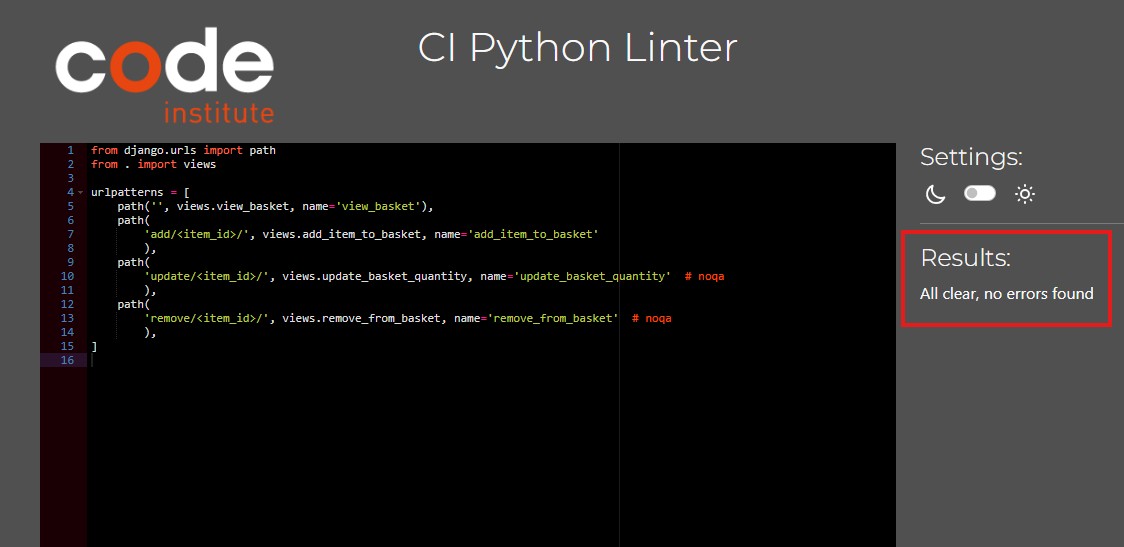 code
institute
CI Python Linter
1 from django.urls import path
2 from . import views
3
4 urlpatterns = [
5     path('', views.view_basket, name='view_basket'),
6     path(
7         'add/<item_id>/', views.add_item_to_basket, name='add_item_to_basket'
8         ),
9     path(
10         'update/<item_id>/', views.update_basket_quantity, name='update_basket_quantity'  # noqa
11         ),
12     path(
13         'remove/<item_id>/', views.remove_from_basket, name='remove_from_basket'  # noqa
14         ),
15 ]
16
Settings:
Results:
All clear, no errors found